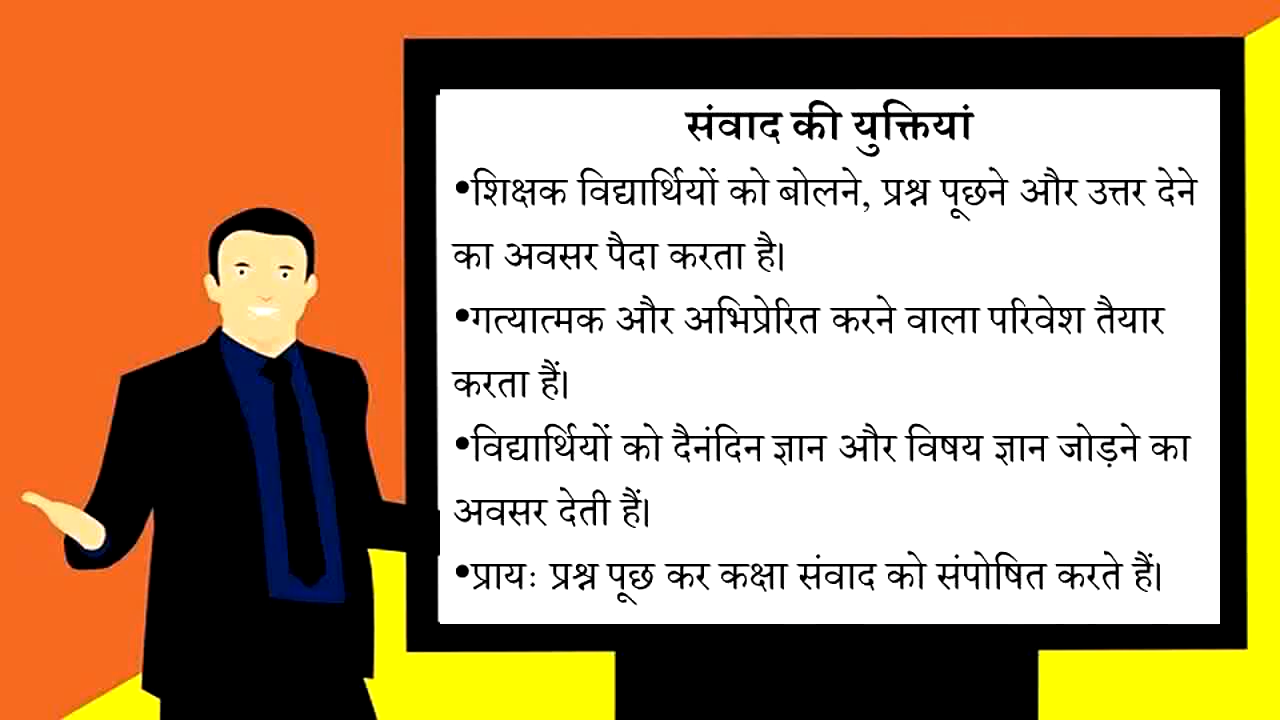 संवाद की युक्तियां
•शिक्षक विद्यार्थियों को बोलने, प्रश्न पूछने और उत्तर देने
का अवसर पैदा करता है।
•गत्यात्मक और अभिप्रेरित करने वाला परिवेश तैयार
करता हैं।
•विद्यार्थियों को दैनंदिन ज्ञान और विषय ज्ञान जोड़ने का
अवसर देती हैं।
•प्रायः प्रश्न पूछ कर कक्षा संवाद को संपोषित करते हैं।